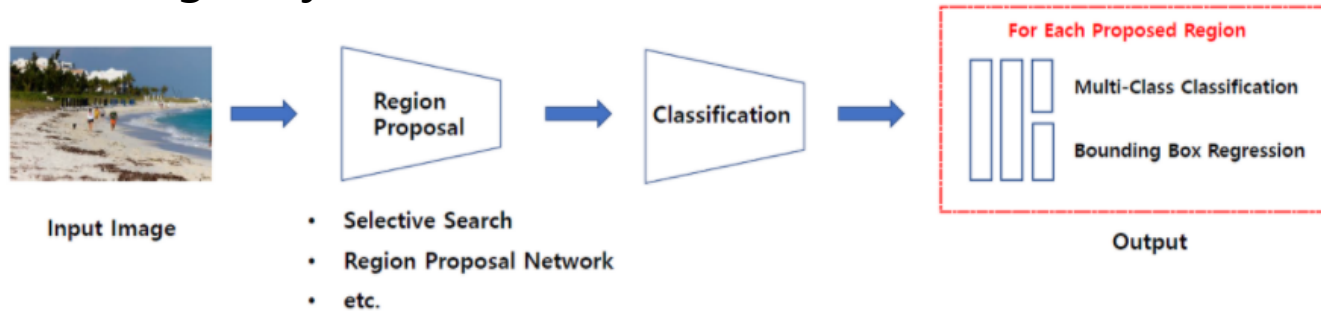 For Each Proposed Region
Region
Proposal
Classification
Multi-Class Classification
Bounding Box Regression
Input Image
• Selective Search
• Region Proposal Network
• etc.
Output